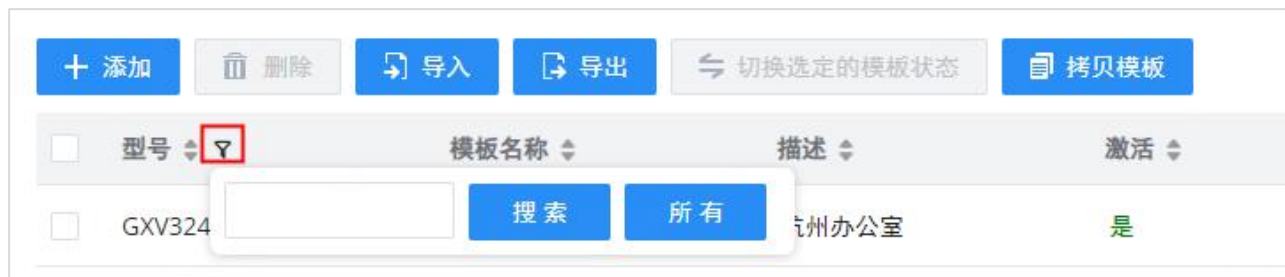 添加 删除 导入 导出 切换选定的模板状态 拷贝模板
型号 模板名称 描述 激活
搜索 所有
GXV324 杭州办公室 是